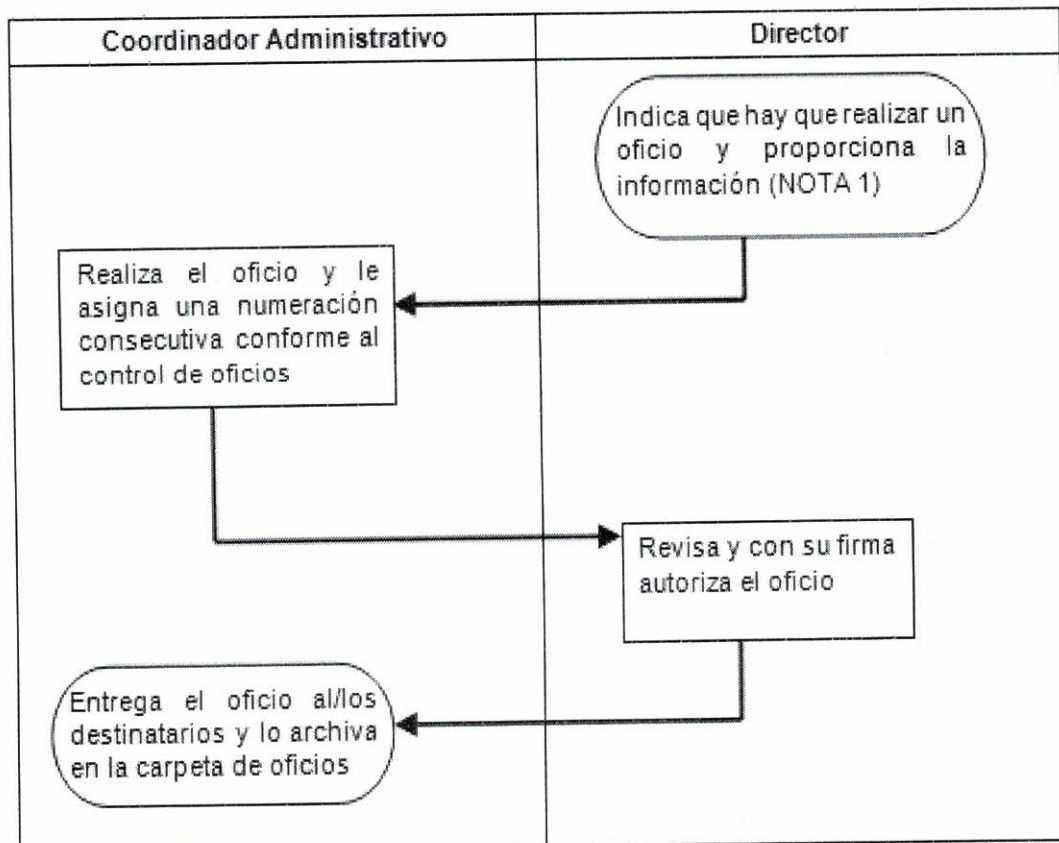 Coordinador Administrativo
Director
Indica que hay que realizar un
oficio y proporciona la
información (NOTA 1)
Realiza el oficio y le
asigna una numeración
consecutiva conforme al
control de oficios
Revisa y con su firma
autoriza el oficio
Entrega el oficio al/los
destinatarios y lo archiva
en la carpeta de oficios